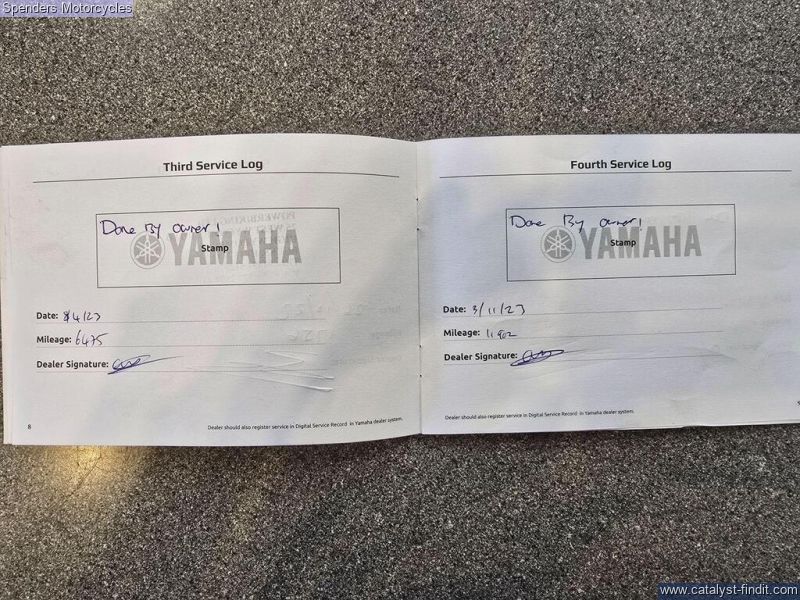 Spenders Motorcycles
Third Service Log
Done By owner!
YAMAHA
Stamp
Date: 8/4/23
Mileage: 6475
Dealer Signature:
8
Dealer should also register service in Digital Service Record in Yamaha dealer system.
Fourth Service Log
Done By owner!
YAMAHA
Stamp
Date: 3/11/23
Mileage: 11902
Dealer Signature:
Dealer should also register service in Digital Service Record in Yamaha dealer system.
www.catalyst-findit.com